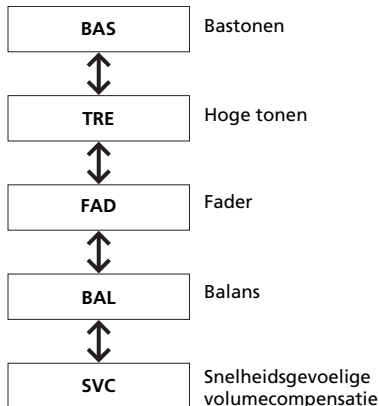 BAS Bastonen
TRE Hoge tonen
FAD Fader
BAL Balans
SVC Snelheidsgevoelige
volumecompensatie